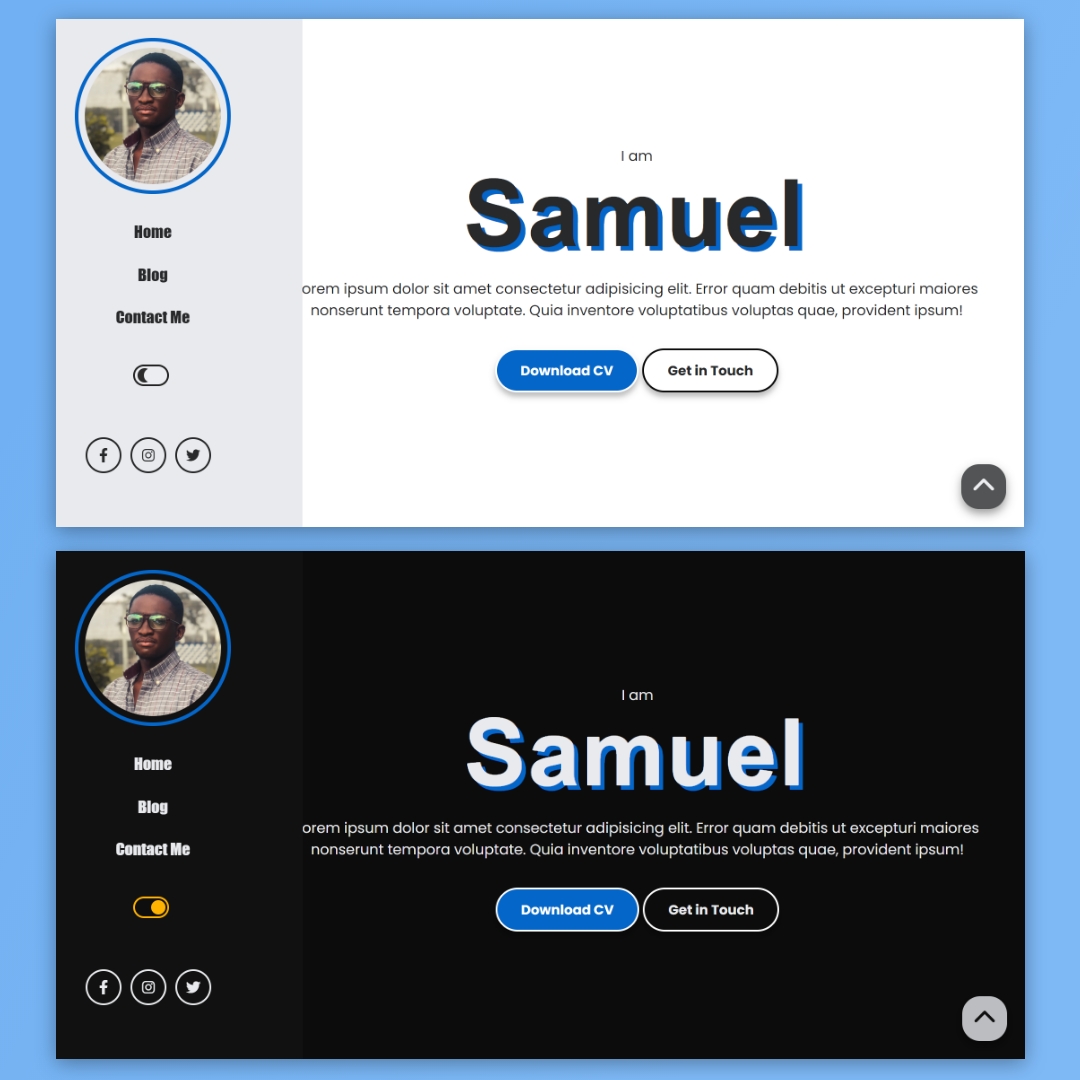 Home
Blog
Contact Me
I am
Samuel
orem ipsum dolor sit amet consectetur adipisicing elit. Error quam debitis ut excepturi maiores
nonserunt tempora voluptate. Quia inventore voluptatibus voluptas quae, provident ipsum!
Download CV
Get in Touch
Home
Blog
Contact Me
I am
Samuel
orem ipsum dolor sit amet consectetur adipisicing elit. Error quam debitis ut excepturi maiores
nonserunt tempora voluptate. Quia inventore voluptatibus voluptas quae, provident ipsum!
Download CV
Get in Touch